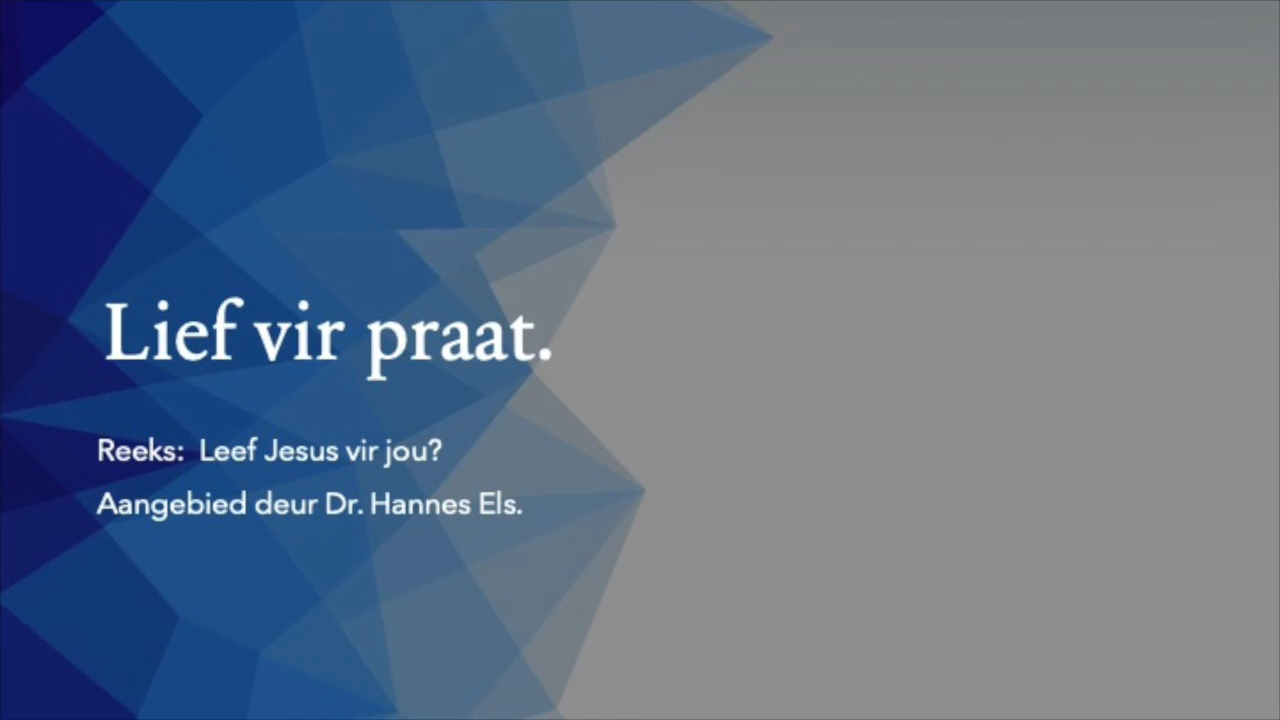 Lief vir praat.
Reeks:  Leef Jesus vir jou?
Aangebied deur Dr. Hannes Els.